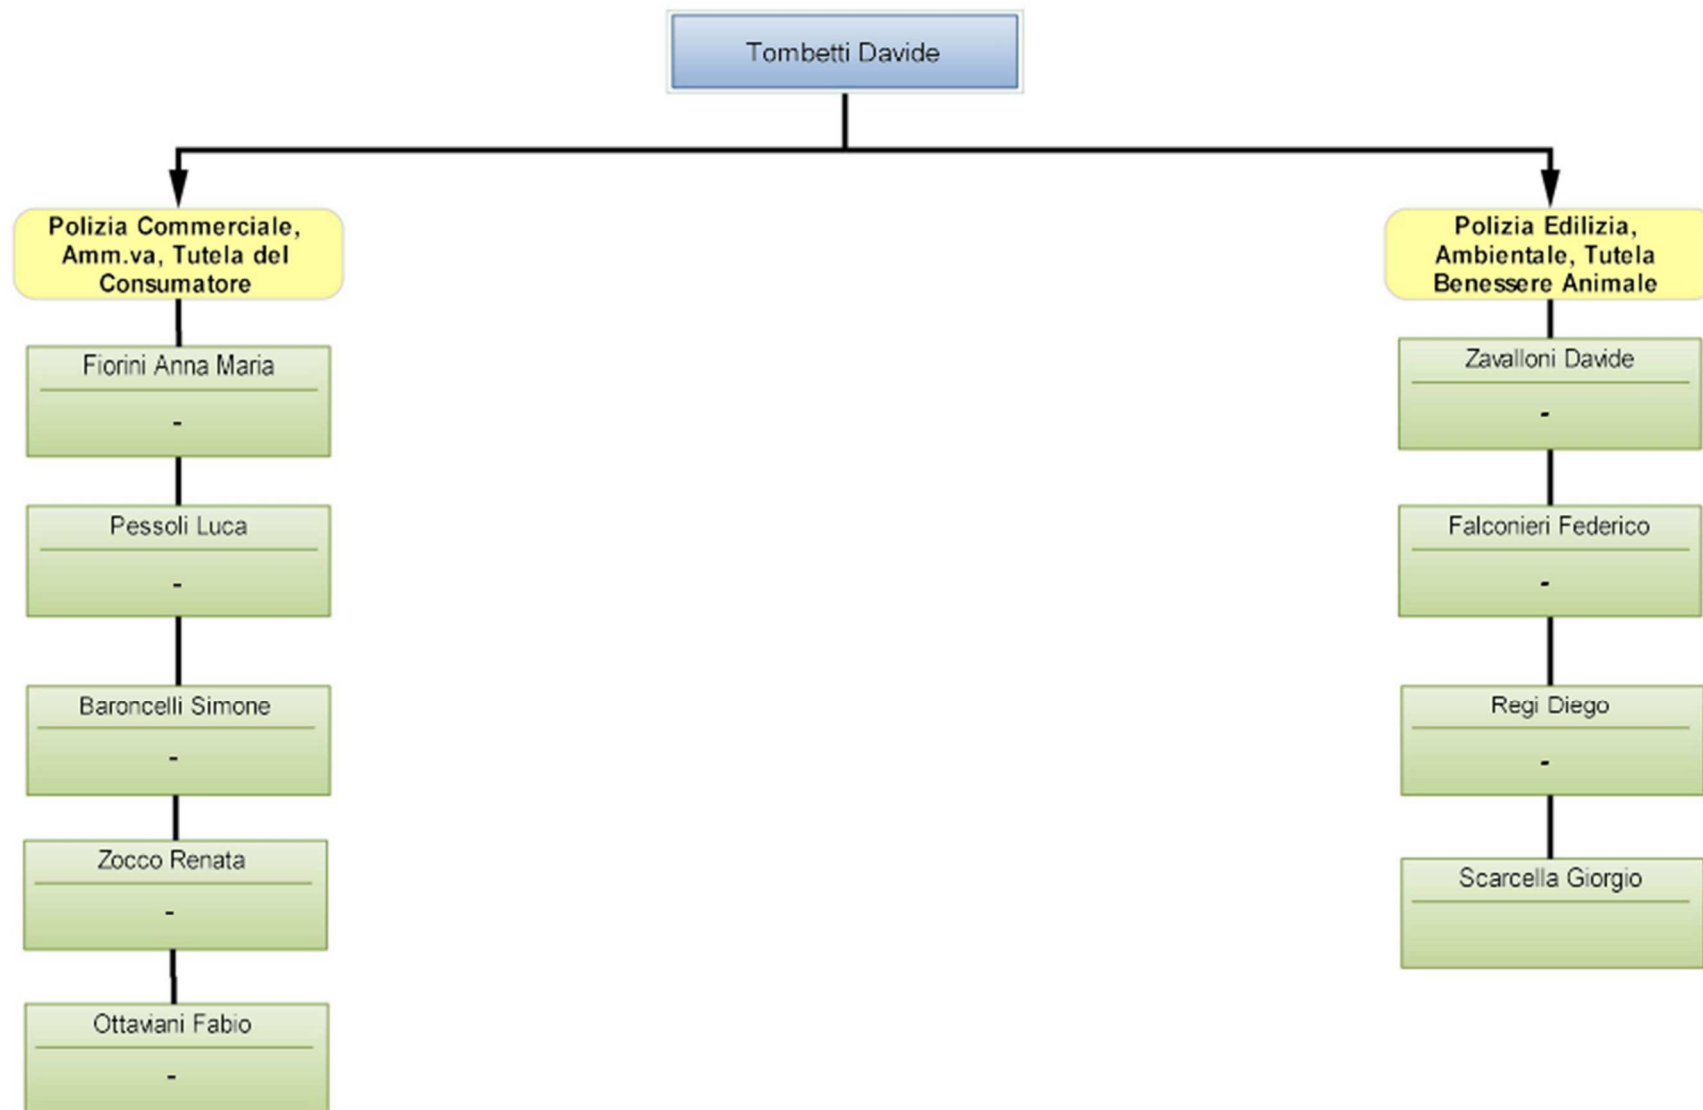 Tombetti Davide
Polizia Commerciale,
Amm.va, Tutela del
Consumatore
Fiorini Anna Maria
-
Pessoli Luca
-
Baroncelli Simone
-
Zocco Renata
-
Ottaviani Fabio
-
Polizia Edilizia,
Ambientale, Tutela
Benessere Animale
Zavalloni Davide
-
Falconieri Federico
-
Regi Diego
-
Scarcella Giorgio